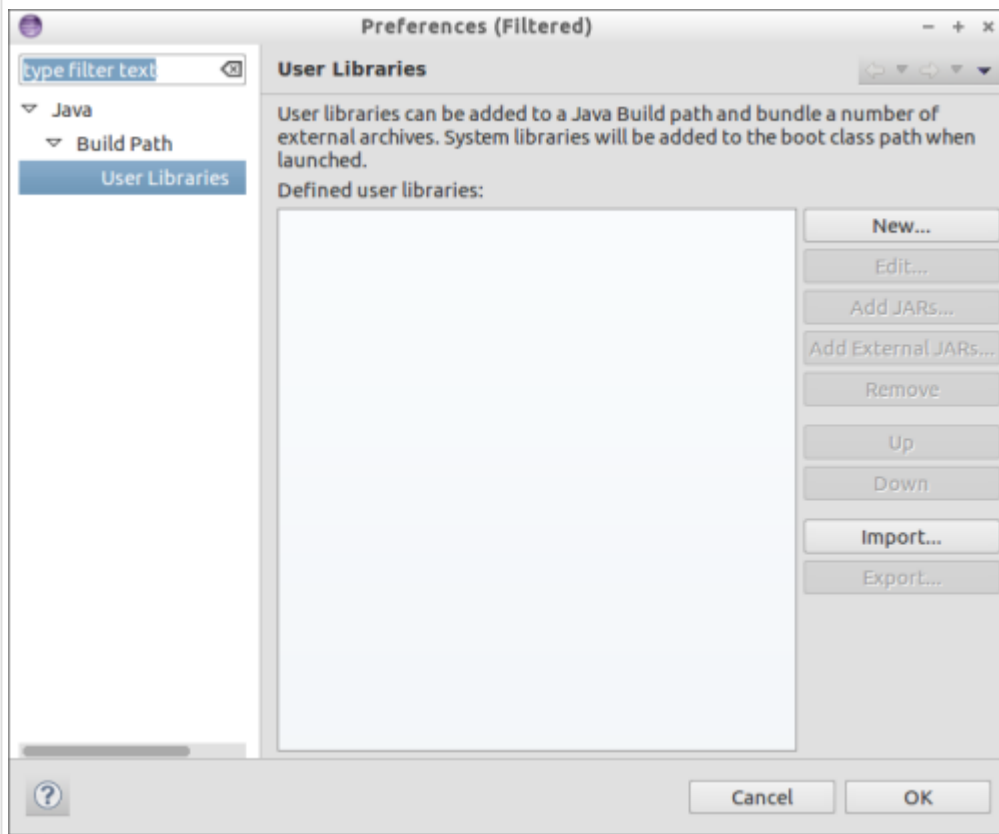 Preferences (Filtered)
type filter text
Java
Build Path
User Libraries
User Libraries
User libraries can be added to a Java Build path and bundle a number of
external archives. System libraries will be added to the boot class path when
launched.
Defined user libraries:
New...
Edit...
Add JARs...
Add External JARs...
Remove
Up
Down
Import...
Export...
Cancel
OK